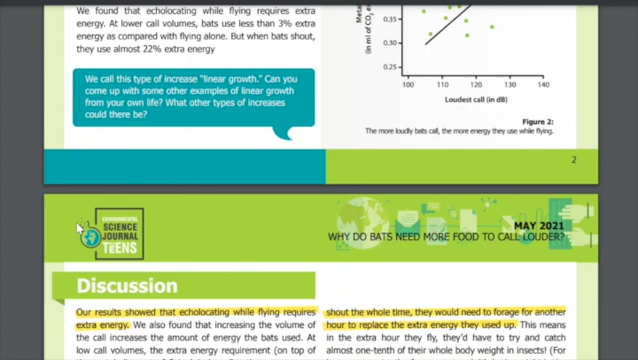 We found that echolocating while flying requires extra
energy. At lower call volumes, bats use less than 3% extra
energy as compared with flying alone. But when bats shout,
they use almost 22% extra energy
We call this type of increase “linear growth.” Can you
come up with some other examples of linear growth
from your own life? What other types of increases
could there be?
(in ml of CO2
0.35
0.30
0.25
100 110 120 130 140
Loudest call (in dB)
Figure 2:
The more loudly bats call, the more energy they use while flying.
2
ENVIRONMENTAL
SCIENCE
JOURNAL
for
TEENS
MAY 2021
WHY DO BATS NEED MORE FOOD TO CALL LOUDER?
Discussion
Our results showed that echolocating while flying requires
extra energy. We also found that increasing the volume of
the call increases the amount of energy the bats used. At
low call volumes, the extra energy requirement (on top of
shout the whole time, they would need to forage for another
hour to replace the extra energy they used up. This means
in the extra hour they fly, they’d have to try and catch
almost one-tenth of their whole body weight in insects! (For